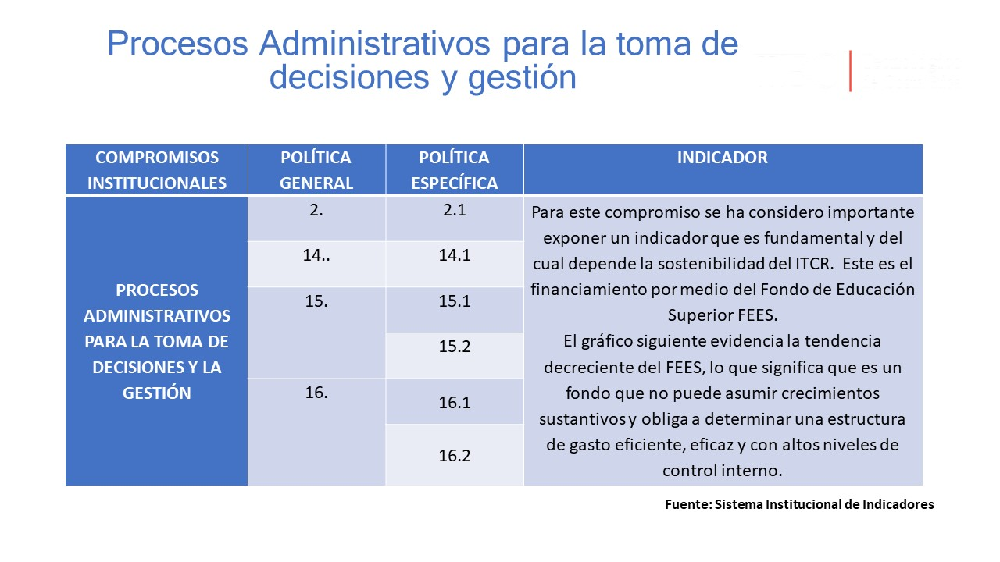 Procesos Administrativos para la toma de
decisiones y gestión
COMPROMISOS
INSTITUCIONALES
POLÍTICA
GENERAL
POLÍTICA
ESPECÍFICA
INDICADOR
PROCESOS
ADMINISTRATIVOS
PARA LA TOMA DE
DECISIONES Y LA
GESTIÓN
2.
2.1
14..
14.1
15.
15.1
15.2
16.
16.1
16.2
Para este compromiso se ha considero importante
exponer un indicador que es fundamental y del
cual depende la sostenibilidad del ITCR. Este es el
financiamiento por medio del Fondo de Educación
Superior FEES.
El gráfico siguiente evidencia la tendencia
decreciente del FEES, lo que significa que es un
fondo que no puede asumir crecimientos
sustantivos y obliga a determinar una estructura
de gasto eficiente, eficaz y con altos niveles de
control interno.
Fuente: Sistema Institucional de Indicadores